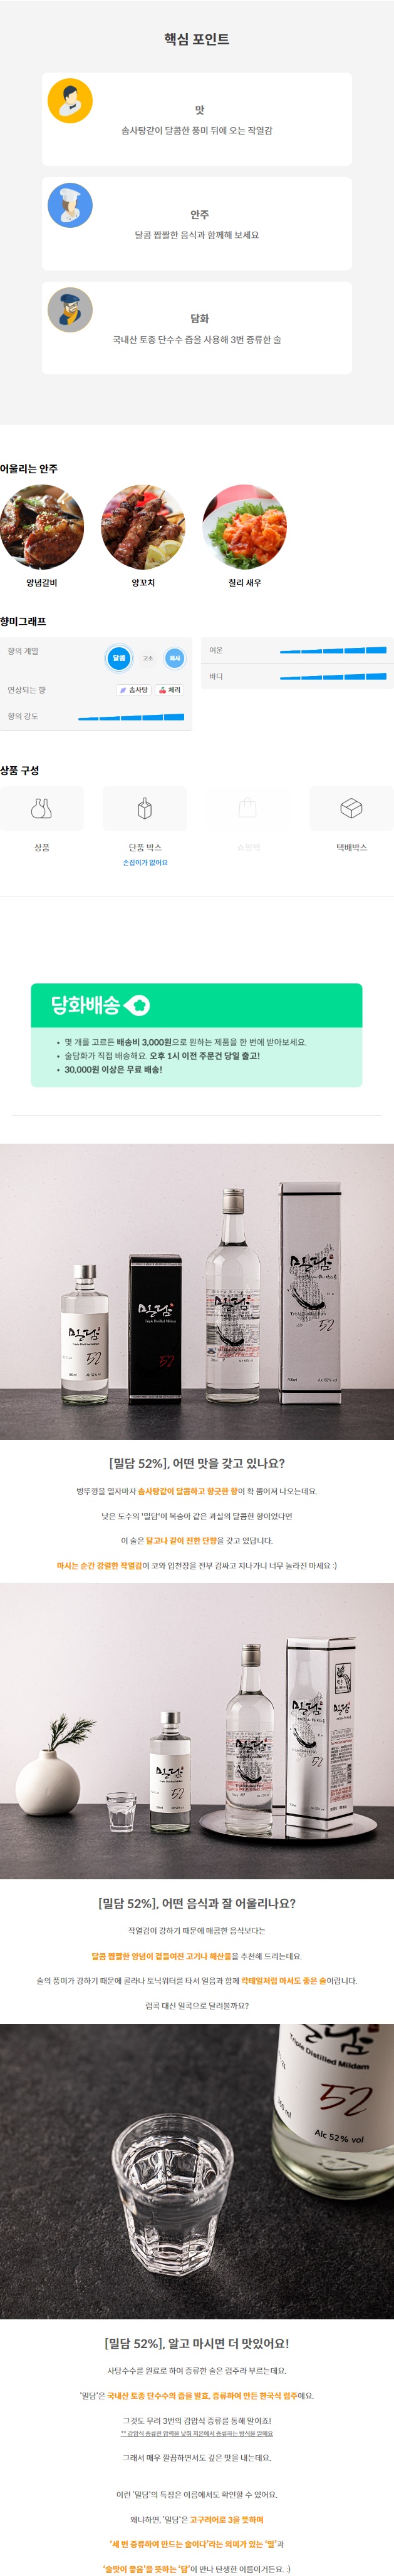 핵심 포인트
맛
솜사탕같이 달콤한 풍미 뒤에 오는 작열감
안주
달콤 짭짤한 음식과 함께해 보세요
담화
국내산 토종 단수수 즙을 사용해 3번 증류한 술
어울리는 안주
양념갈비
양꼬치
칠리 새우
향미그래프
향의 계열
달콤
고소
매시
여운
바디
연상되는 향
솜사탕
체리
향의 강도
상품 구성
상품
단품 박스
쇼핑백
택배박스
손잡이가 없어요
담화배송
• 몇 개를 고르든 배송비 3,000원으로 원하는 제품을 한 번에 받아보세요.
• 술담화가 직접 배송해요. 오후 1시 이전 주문건 당일 출고!
• 30,000원 이상은 무료 배송!
밀담
Triple Distilled Mildam
52
밀담
52
밀담
52
밀담
52
[밀담 52%], 어떤 맛을 갖고 있나요?
병뚜껑을 열자마자 솜사탕같이 달콤하고 향긋한 향이 확 뿜어져 나오는데요.
낮은 도수의 '밀담'이 복숭아 같은 과실의 달콤한 향이었다면
이 술은 달고나 같이 진한 단향을 갖고 있답니다.
마시는 순간 강렬한 작열감이 코와 입천장을 전부 감싸고 지나가니 너무 놀라진 마세요 :)
밀담
52
밀담
밀담
52
[밀담 52%], 어떤 음식과 잘 어울리나요?
작열감이 강하기 때문에 매콤한 음식보다는
달콤 짭짤한 양념이 곁들여진 고기나 해산물을 추천해 드리는데요.
술의 풍미가 강하기 때문에 콜라나 토닉워터를 타서 얼음과 함께 칵테일처럼 마셔도 좋은 술이랍니다.
럼콕 대신 밀콕으로 달려볼까요?
Triple Distilled Mildam
52
Alc 52% vol
[밀담 52%], 알고 마시면 더 맛있어요!
사탕수수를 원료로 하여 증류한 술은 럼주라 부르는데요.
'밀담'은 국내산 토종 단수수의 즙을 발효, 증류하여 만든 한국식 럼주예요.
그것도 무려 3번의 감압식 증류를 통해 말이죠!
** 감압식 증류란 압력을 낮춰 저온에서 증류하는 방식을 말해요
그래서 매우 깔끔하면서도 깊은 맛을 내는데요.
이런 '밀담'의 특징은 이름에서도 확인할 수 있어요.
왜냐하면, '밀담'은 고구려어로 3을 뜻하며
'세 번 증류하여 만드는 술이다'라는 의미가 있는 '밀'과
'술맛이 좋음'을 뜻하는 '담'이 만나 탄생한 이름이거든요. :)